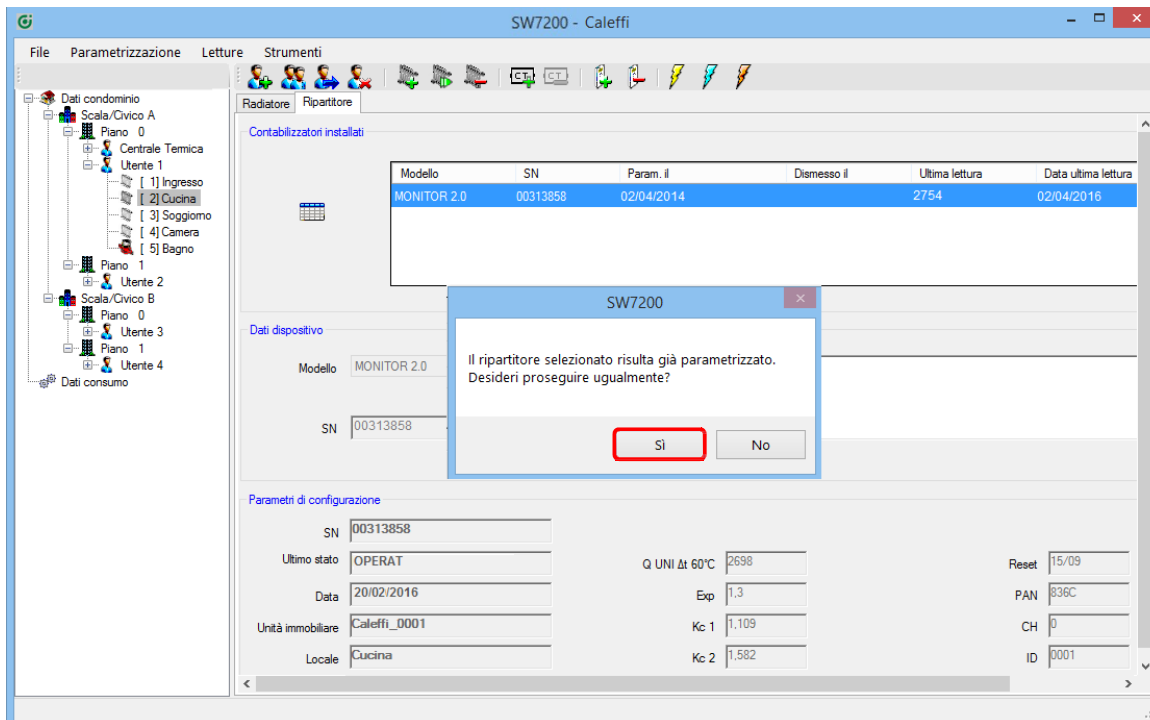 SW7200 - Caleffi
File Parametrizzazione Letture Strumenti
Dati condominio
Scala/Civico A
Piano 0
Centrale Termica
Utente 1
[ 1] Ingresso
[ 2] Cucina
[ 3] Soggiorno
[ 4] Camera
[ 5] Bagno
Piano 1
Utente 2
Scala/Civico B
Piano 0
Utente 3
Piano 1
Utente 4
Dati consumo
Radiatore Ripartitore
Contabilizzatori installati
Modello SN Param. il Dismesso il Ultima lettura Data ultima lettura
MONITOR 2.0 00313858 02/04/2014 2754 02/04/2016
SW7200
Il ripartitore selezionato risulta già parametrizzato.
Desideri proseguire ugualmente?
Sì No
Dati dispositivo
Modello MONITOR 2.0
SN 00313858
Parametri di configurazione
SN 00313858
Ultimo stato OPERAT Q UNI Δt 60°C 2698 Reset 15/09
Data 20/02/2016 Exp 1,3 PAN 836C
Unità immobiliare Caleffi_0001 Kc 1 1,109 CH 0
Locale Cucina Kc 2 1,582 ID 0001